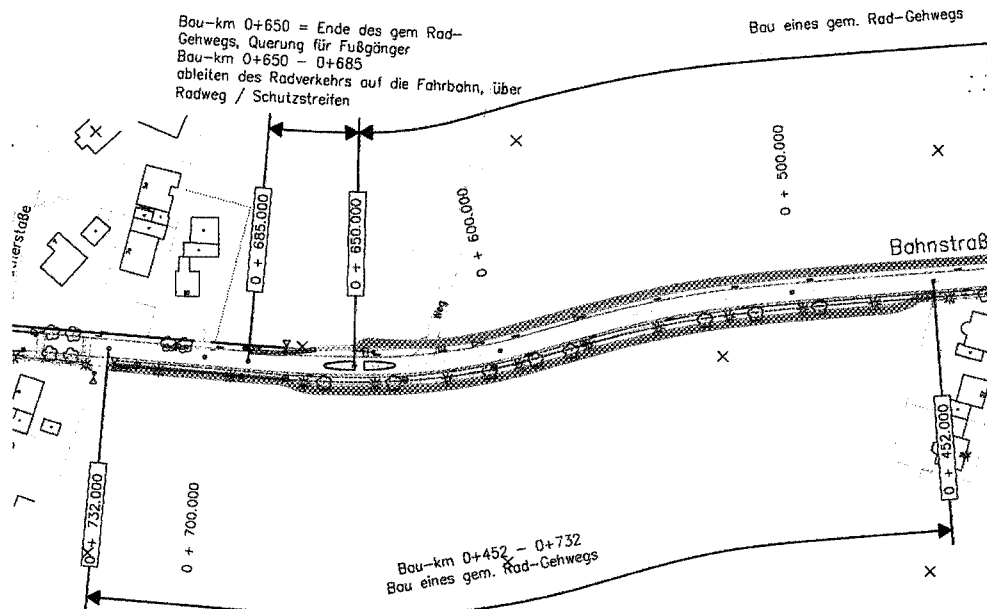 Bau-km 0+650 = Ende des gem Rad-
Gehwegs, Querung für Fußgänger
Bau-km 0+650 - 0+685
ableiten des Radverkehrs auf die Fahrbahn, über
Radweg / Schutzstreifen
Bau eines gem. Rad-Gehwegs
0 + 685.000
0 + 650.000
0 + 600.000
0 + 500.000
Bahnstraß
Weg
0 + 732.000
0 + 700.000
0 + 452.000
Bau-km 0+452 - 0+732
Bau eines gem. Rad-Gehwegs